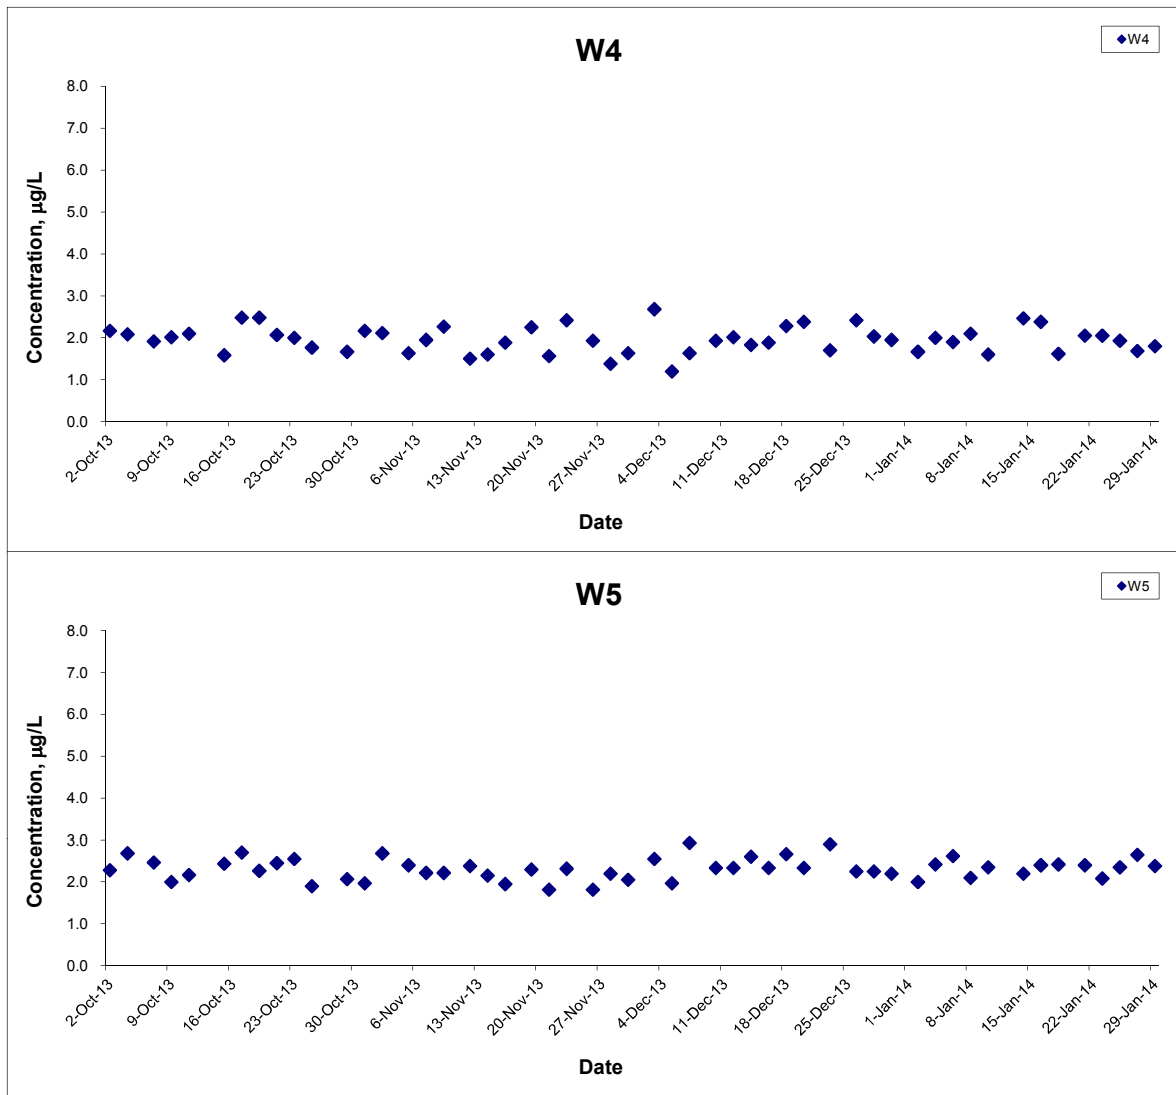 W4
W4
8.0
7.0
6.0
5.0
4.0
3.0
2.0
1.0
0.0
Concentration, µg/L
2-Oct-13
9-Oct-13
16-Oct-13
23-Oct-13
30-Oct-13
6-Nov-13
13-Nov-13
20-Nov-13
27-Nov-13
4-Dec-13
11-Dec-13
18-Dec-13
25-Dec-13
1-Jan-14
8-Jan-14
15-Jan-14
22-Jan-14
29-Jan-14
Date
W5
W5
8.0
7.0
6.0
5.0
4.0
3.0
2.0
1.0
0.0
Concentration, µg/L
2-Oct-13
9-Oct-13
16-Oct-13
23-Oct-13
30-Oct-13
6-Nov-13
13-Nov-13
20-Nov-13
27-Nov-13
4-Dec-13
11-Dec-13
18-Dec-13
25-Dec-13
1-Jan-14
8-Jan-14
15-Jan-14
22-Jan-14
29-Jan-14
Date